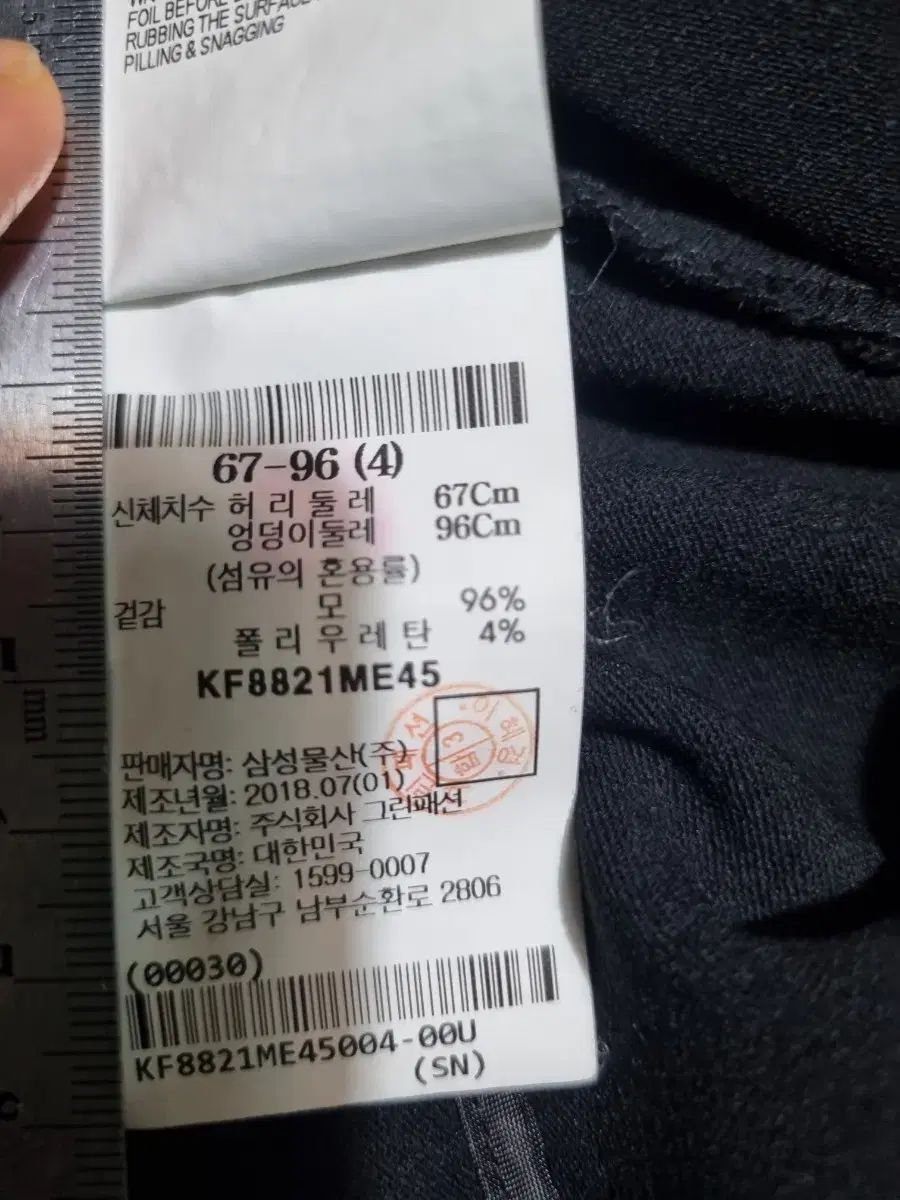 FOIL BEFORE
RUBBING THE SURFACE
PILLING & SNAGGING
67-96 (4)
신체치수 허 리 둘 레 67Cm
엉덩이둘레 96Cm
(섬유의 혼용률)
겉감 모 96%
폴 리 우 레 탄 4%
KF8821ME45
판매자명: 삼성물산(주)
제조년월: 2018.07(01)
제조자명: 주식회사 그린패션
제조국명: 대한민국
고객상담실: 1599-0007
서울 강남구 남부순환로 2806
(00030)
KF8821ME45004-00U
(SN)
mm